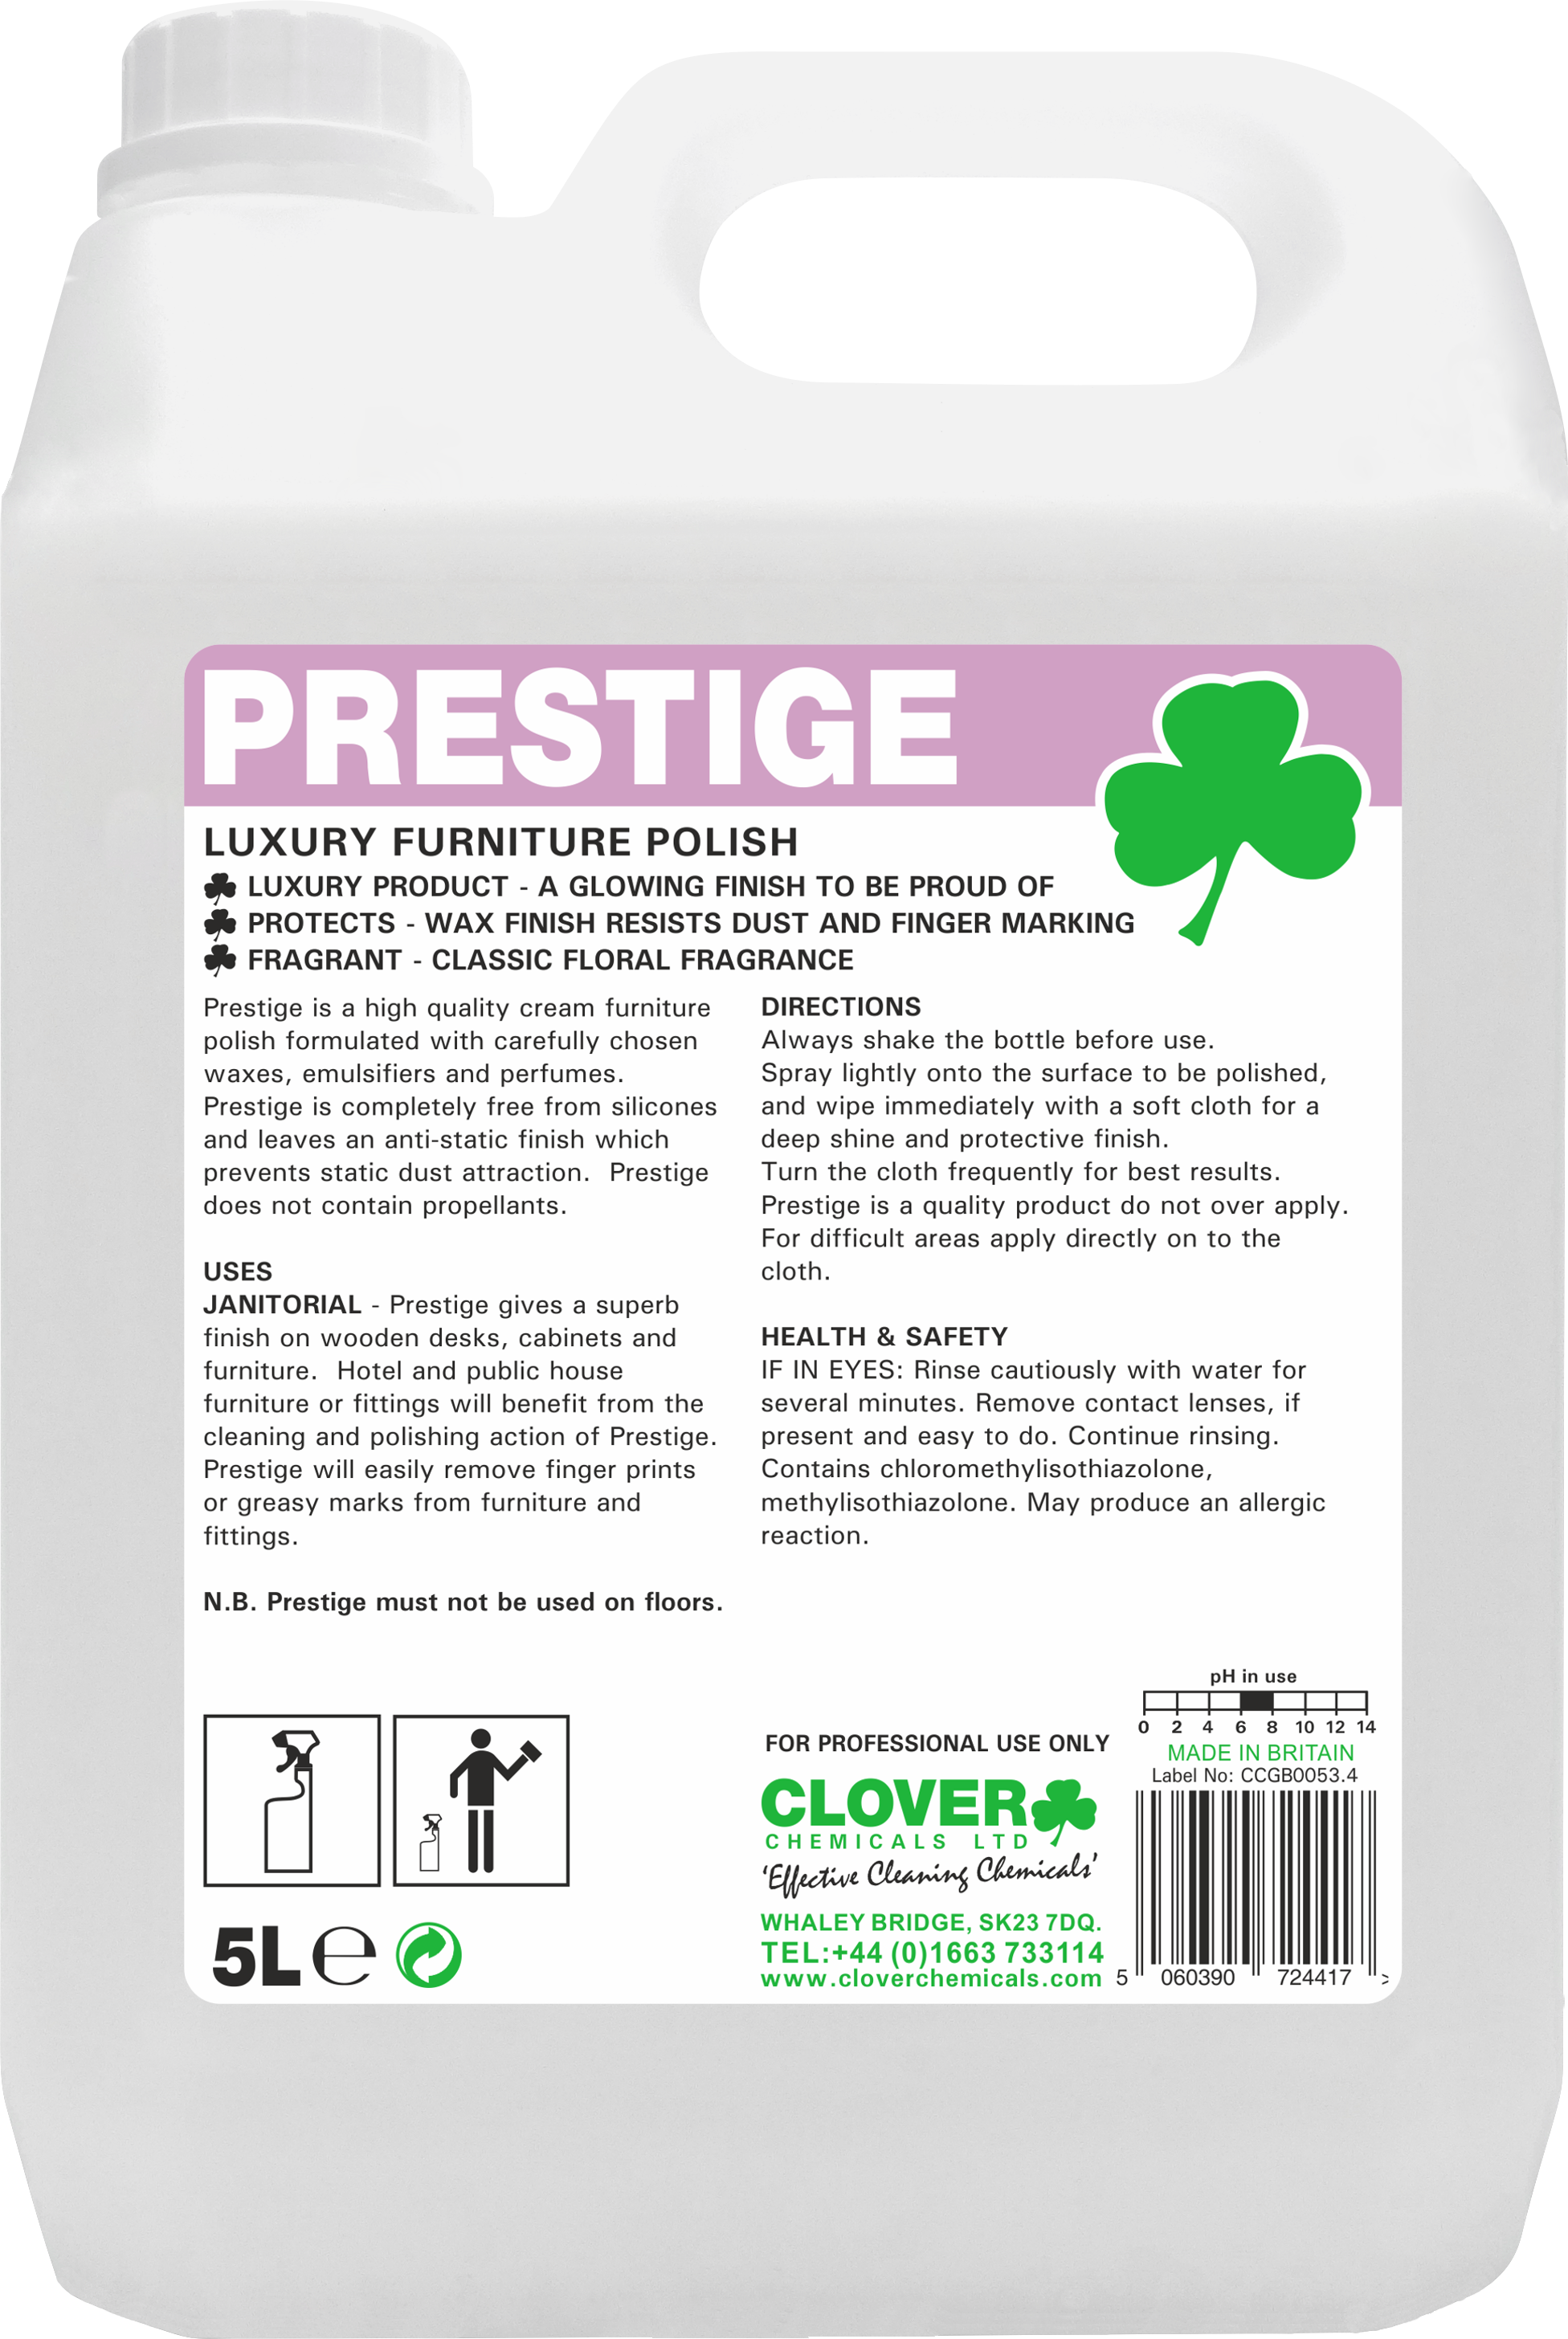 PRESTIGE
LUXURY FURNITURE POLISH
LUXURY PRODUCT - A GLOWING FINISH TO BE PROUD OF
PROTECTS - WAX FINISH RESISTS DUST AND FINGER MARKING
FRAGRANT - CLASSIC FLORAL FRAGRANCE
Prestige is a high quality cream furniture
polish formulated with carefully chosen
waxes, emulsifiers and perfumes.
Prestige is completely free from silicones
and leaves an anti-static finish which
prevents static dust attraction.  Prestige
does not contain propellants.
USES
JANITORIAL - Prestige gives a superb
finish on wooden desks, cabinets and
furniture.  Hotel and public house
furniture or fittings will benefit from the
cleaning and polishing action of Prestige.
Prestige will easily remove finger prints
or greasy marks from furniture and
fittings.
N.B. Prestige must not be used on floors.
DIRECTIONS
Always shake the bottle before use.
Spray lightly onto the surface to be polished,
and wipe immediately with a soft cloth for a
deep shine and protective finish.
Turn the cloth frequently for best results.
Prestige is a quality product do not over apply.
For difficult areas apply directly on to the
cloth.
HEALTH & SAFETY
IF IN EYES: Rinse cautiously with water for
several minutes. Remove contact lenses, if
present and easy to do. Continue rinsing.
Contains chloromethylisothiazolone,
methylisothiazolone. May produce an allergic
reaction.
5L e
FOR PROFESSIONAL USE ONLY
CLOVER
CHEMICALS LTD
'Effective Cleaning Chemicals'
WHALEY BRIDGE, SK23 7DQ.
TEL:+44 (0)1663 733114
www.cloverchemicals.com
pH in use
0 2 4 6 8 10 12 14
MADE IN BRITAIN
Label No: CCGB0053.4
5 060390 724417 >